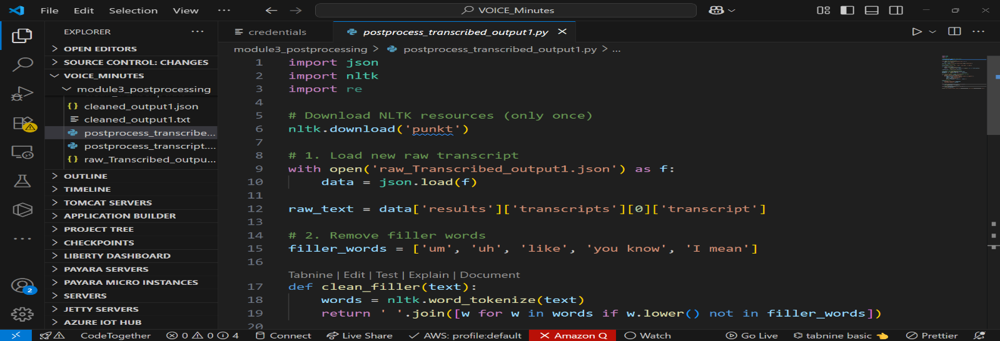 File Edit Selection View ··· VOICE_Minutes
EXPLORER ···
OPEN EDITORS
SOURCE CONTROL: CHANGES
VOICE_MINUTES
module3_postprocessing
{} cleaned_output1.json
cleaned_output1.txt
postprocess_transcribe...
postprocess_transcript....
{} raw_Transcribed_outpu...
OUTLINE
TIMELINE
TOMCAT SERVERS
APPLICATION BUILDER
PROJECT TREE
CHECKPOINTS
LIBERTY DASHBOARD
PAYARA SERVERS
PAYARA MICRO INSTANCES
SERVERS
JETTY SERVERS
AZURE IOT HUB
2
credentials postprocess_transcribed_output1.py
module3_postprocessing > postprocess_transcribed_output1.py > ...
1 import json
2 import nltk
3 import re
4
5 # Download NLTK resources (only once)
6 nltk.download('punkt')
7
8 # 1. Load new raw transcript
9 with open('raw_Transcribed_output1.json') as f:
10 data = json.load(f)
11
12 raw_text = data['results']['transcripts'][0]['transcript']
13
14 # 2. Remove filler words
15 filler_words = ['um', 'uh', 'like', 'you know', 'I mean']
16
Tabnine | Edit | Test | Explain | Document
17 def clean_filler(text):
18 words = nltk.word_tokenize(text)
19 return ' '.join([w for w in words if w.lower() not in filler_words])
20
CodeTogether 0 0 4 Connect Live Share AWS: profile:default Amazon Q Watch Go Live tabnine basic Prettier